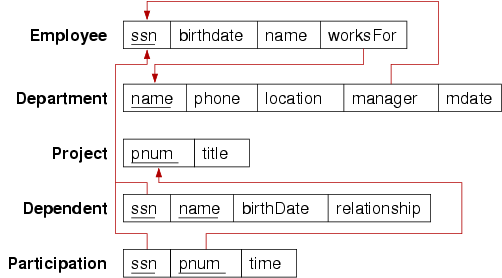 Employee ssn birthdate name worksFor
Department name phone location manager mdate
Project pnum title
Dependent ssn name birthDate relationship
Participation ssn pnum time